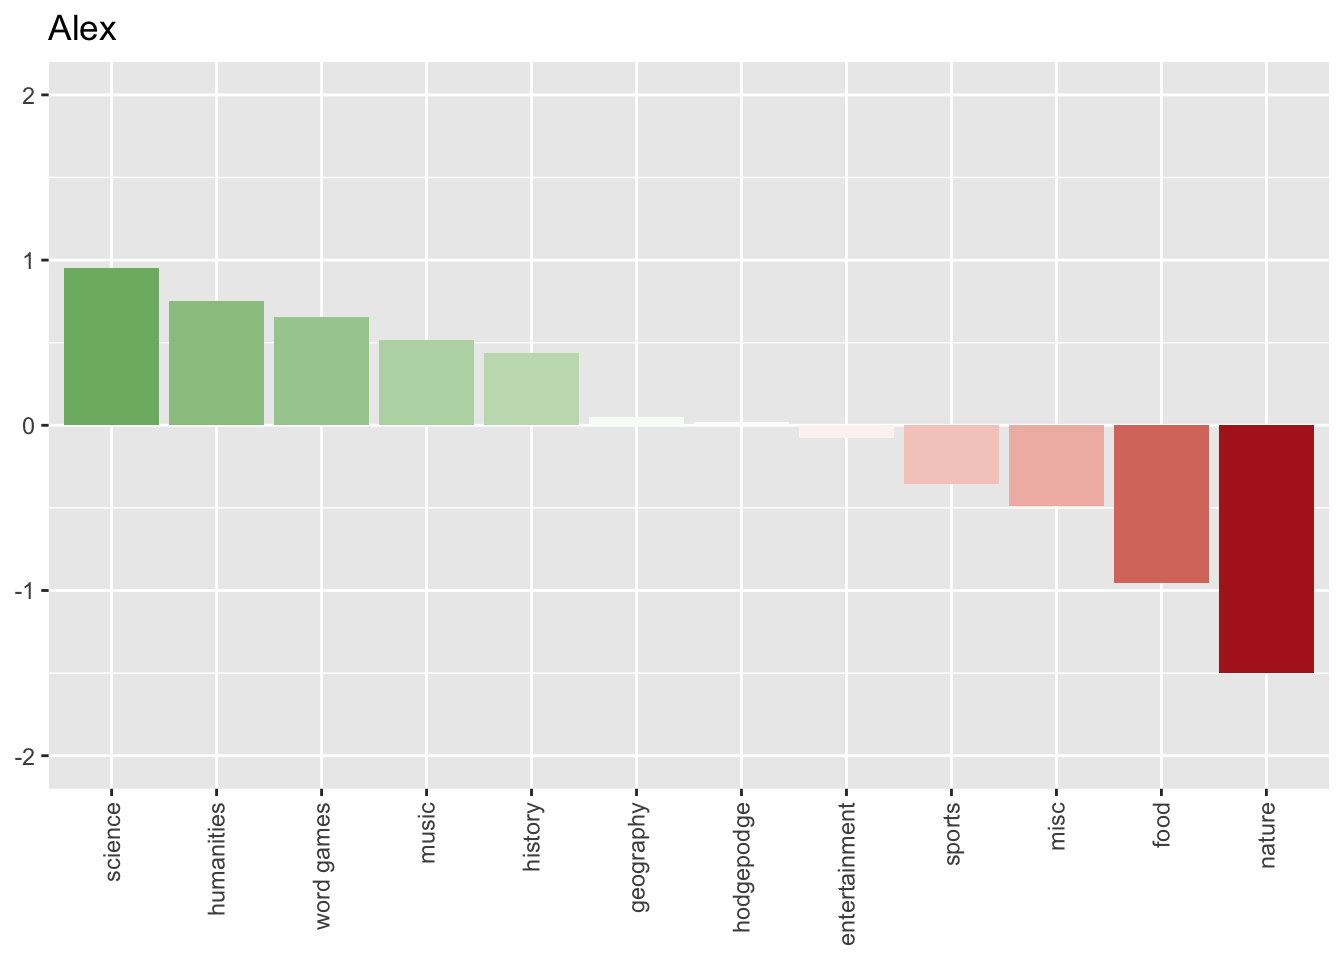 Alex
2
1
0
-1
-2
science
humanities
word games
music
history
geography
hodgepodge
entertainment
sports
misc
food
nature